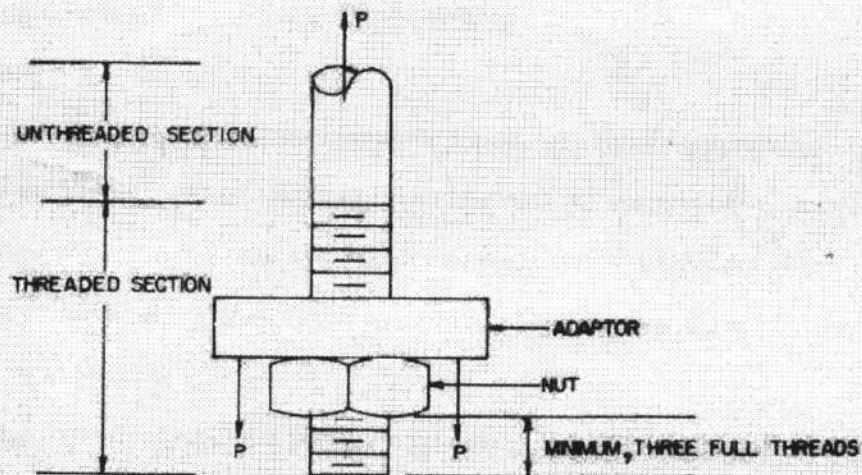 P
UNTHREADED SECTION
THREADED SECTION
ADAPTOR
NUT
P
P
MINIMUM, THREE FULL THREADS